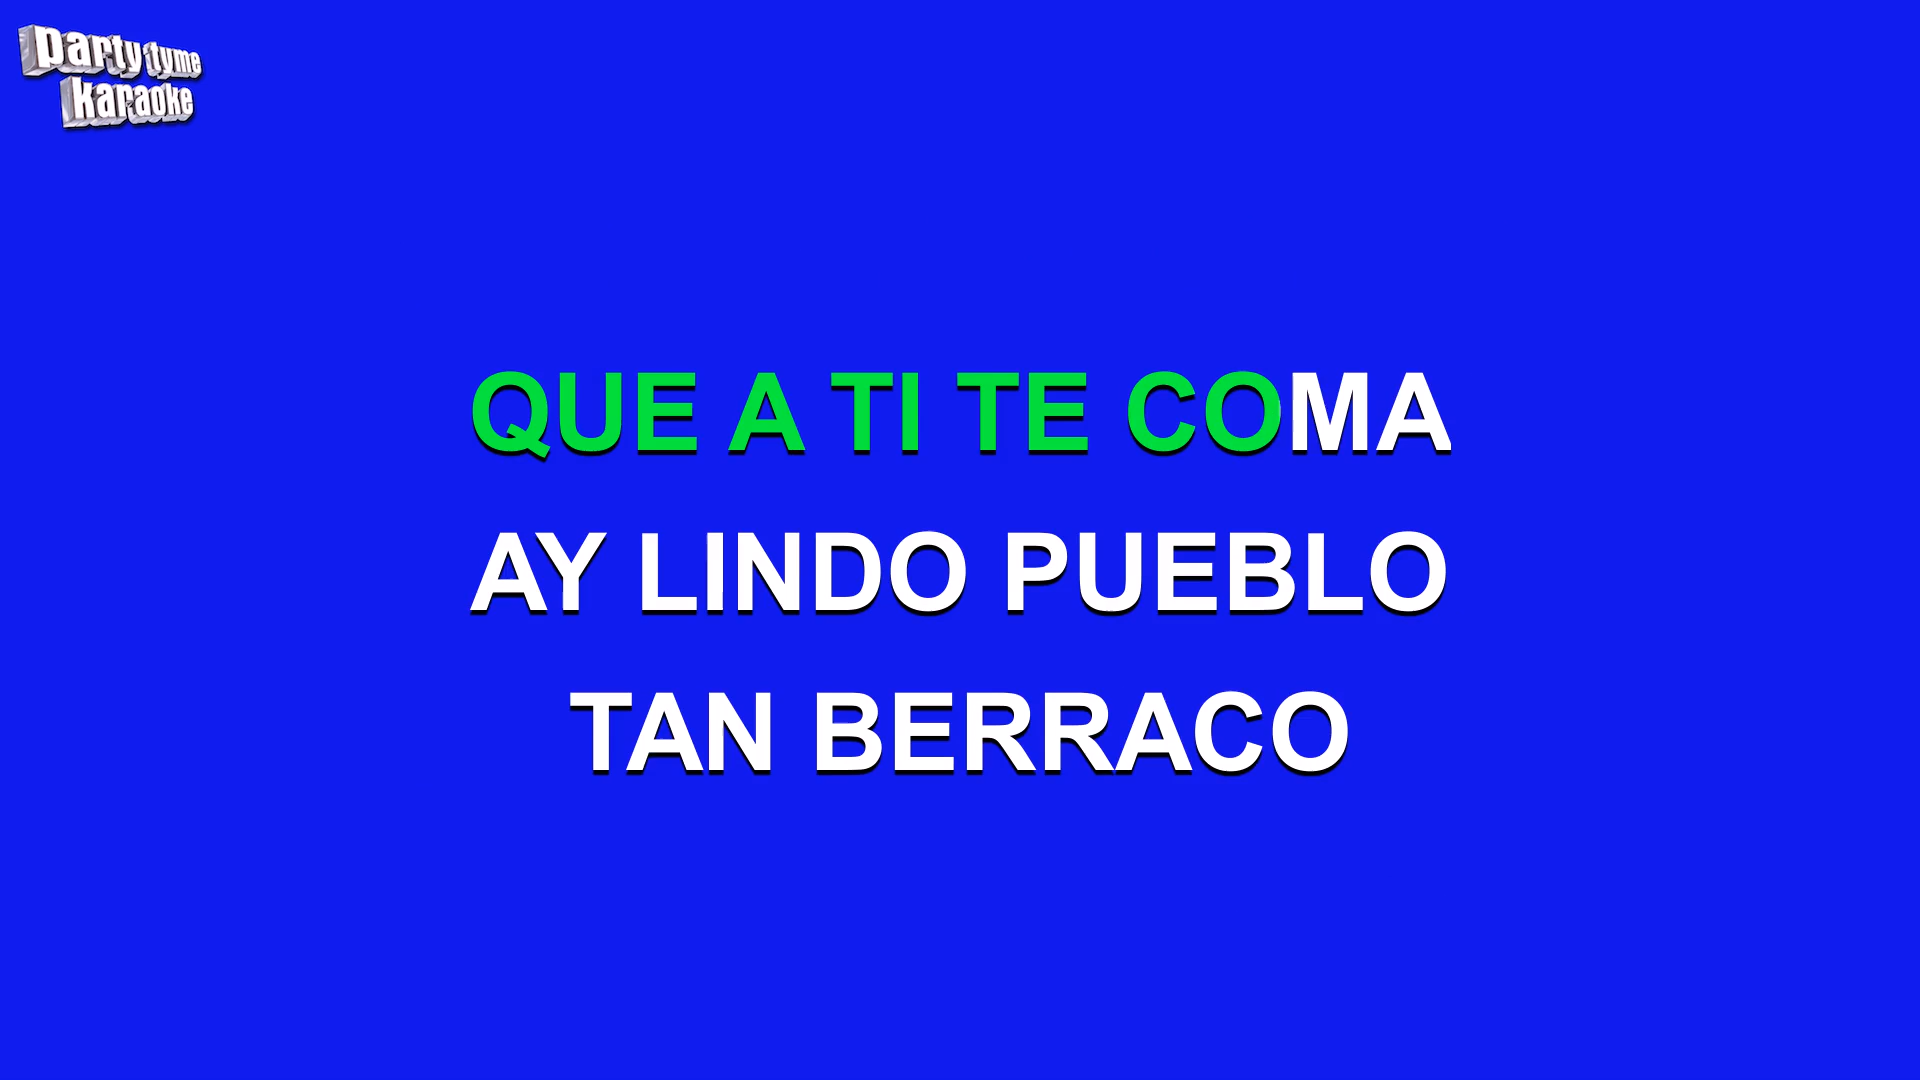 party tyme
karaoke
QUE A TI TE COMA
AY LINDO PUEBLO
TAN BERRACO